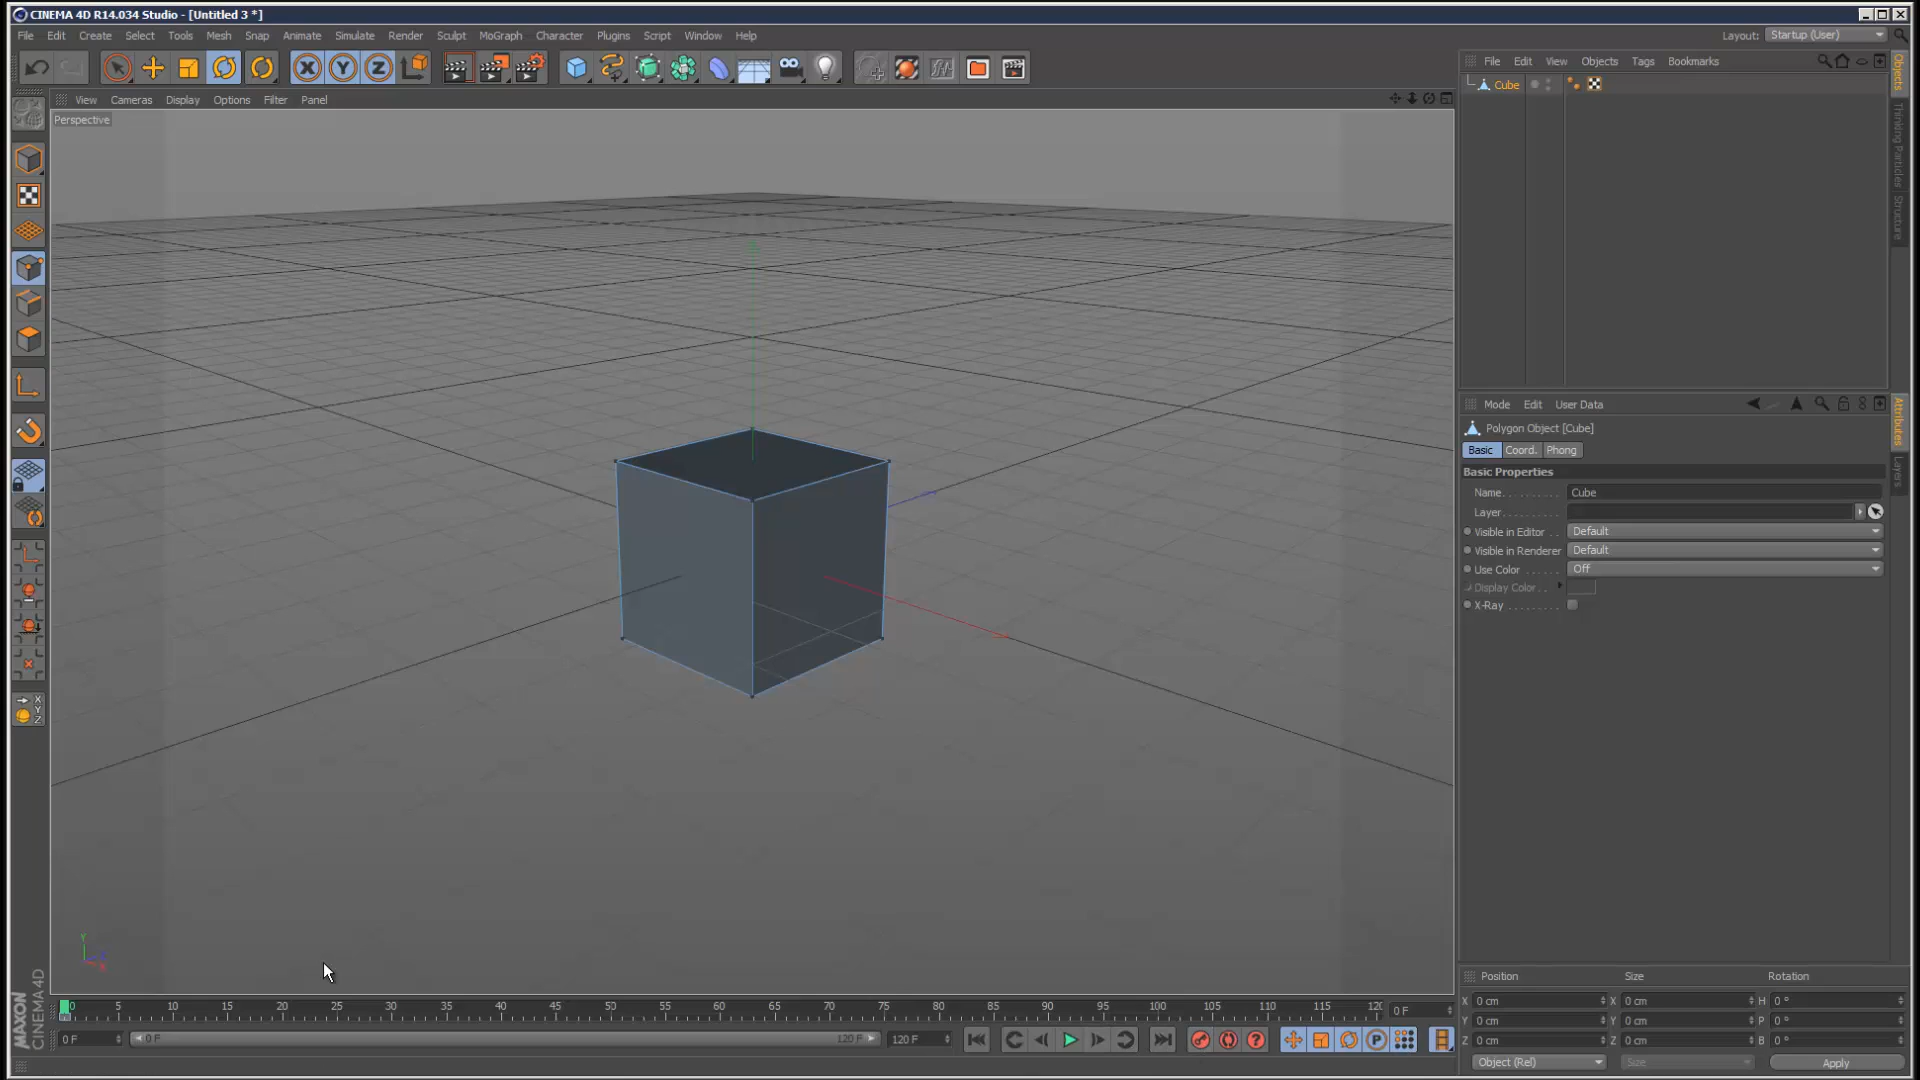 CINEMA 4D R14.034 Studio - [Untitled 3 *]
File Edit Create Select Tools Mesh Snap Animate Simulate Render Sculpt MoGraph Character Plugins Script Window Help Layout: Startup (User)
X Y Z
File Edit View Objects Tags Bookmarks
View Cameras Display Options Filter Panel
Perspective
Cube
Objects
Thinking Particles
Structure
Mode Edit User Data
Polygon Object [Cube]
Basic Coord. Phong
Basic Properties
Name Cube
Layer
Visible in Editor Default
Visible in Renderer Default
Use Color Off
Display Color
X-Ray
Attributes
Layers
X
Y
Z
Y
MAXON
CINEMA 4D
0 5 10 15 20 25 30 35 40 45 50 55 60 65 70 75 80 85 90 95 100 105 110 115 120 0 F
0 F 0 F 120 F 120 F
P
Position Size Rotation
X 0 cm X 0 cm H 0 °
Y 0 cm Y 0 cm P 0 °
Z 0 cm Z 0 cm B 0 °
Object (Rel) Size Apply